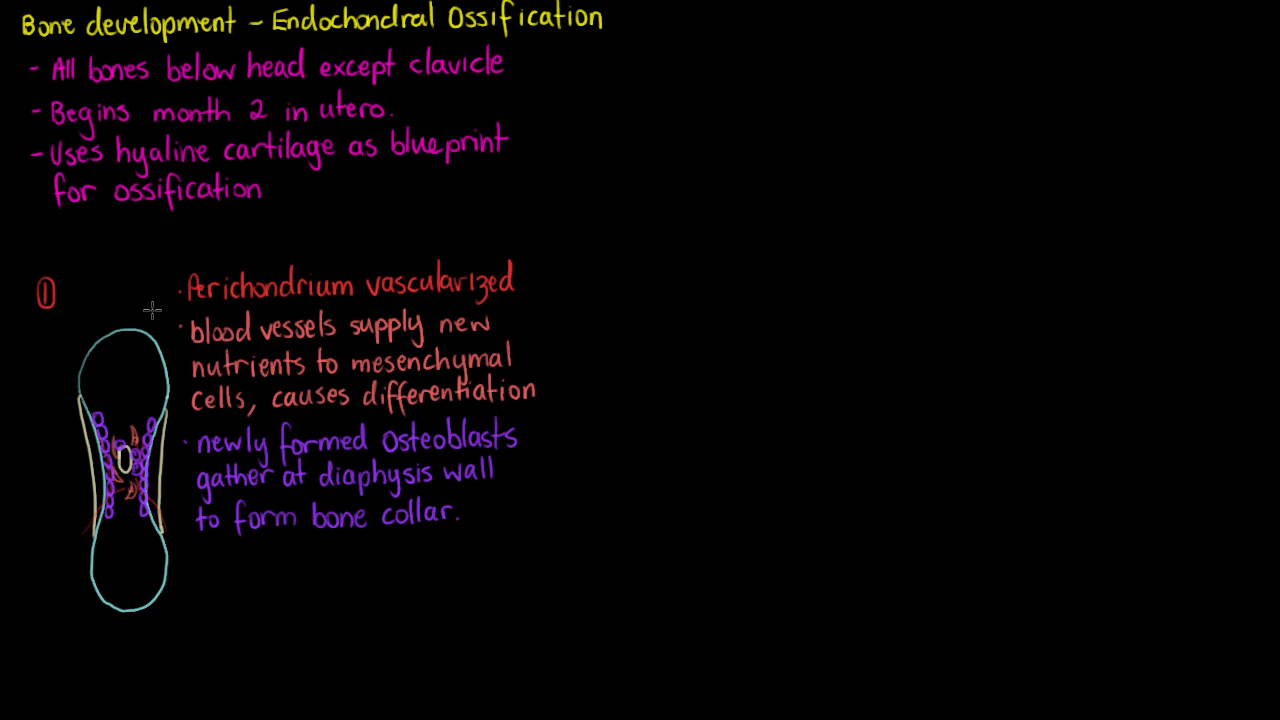 Bone development - Endochondral Ossification
- All bones below head except clavicle
- Begins month 2 in utero.
- Uses hyaline cartilage as blueprint
for ossification
①
· Perichondrium vascularized
· blood vessels supply new
nutrients to mesenchymal
cells, causes differentiation
· newly formed osteoblasts
gather at diaphysis wall
to form bone collar.